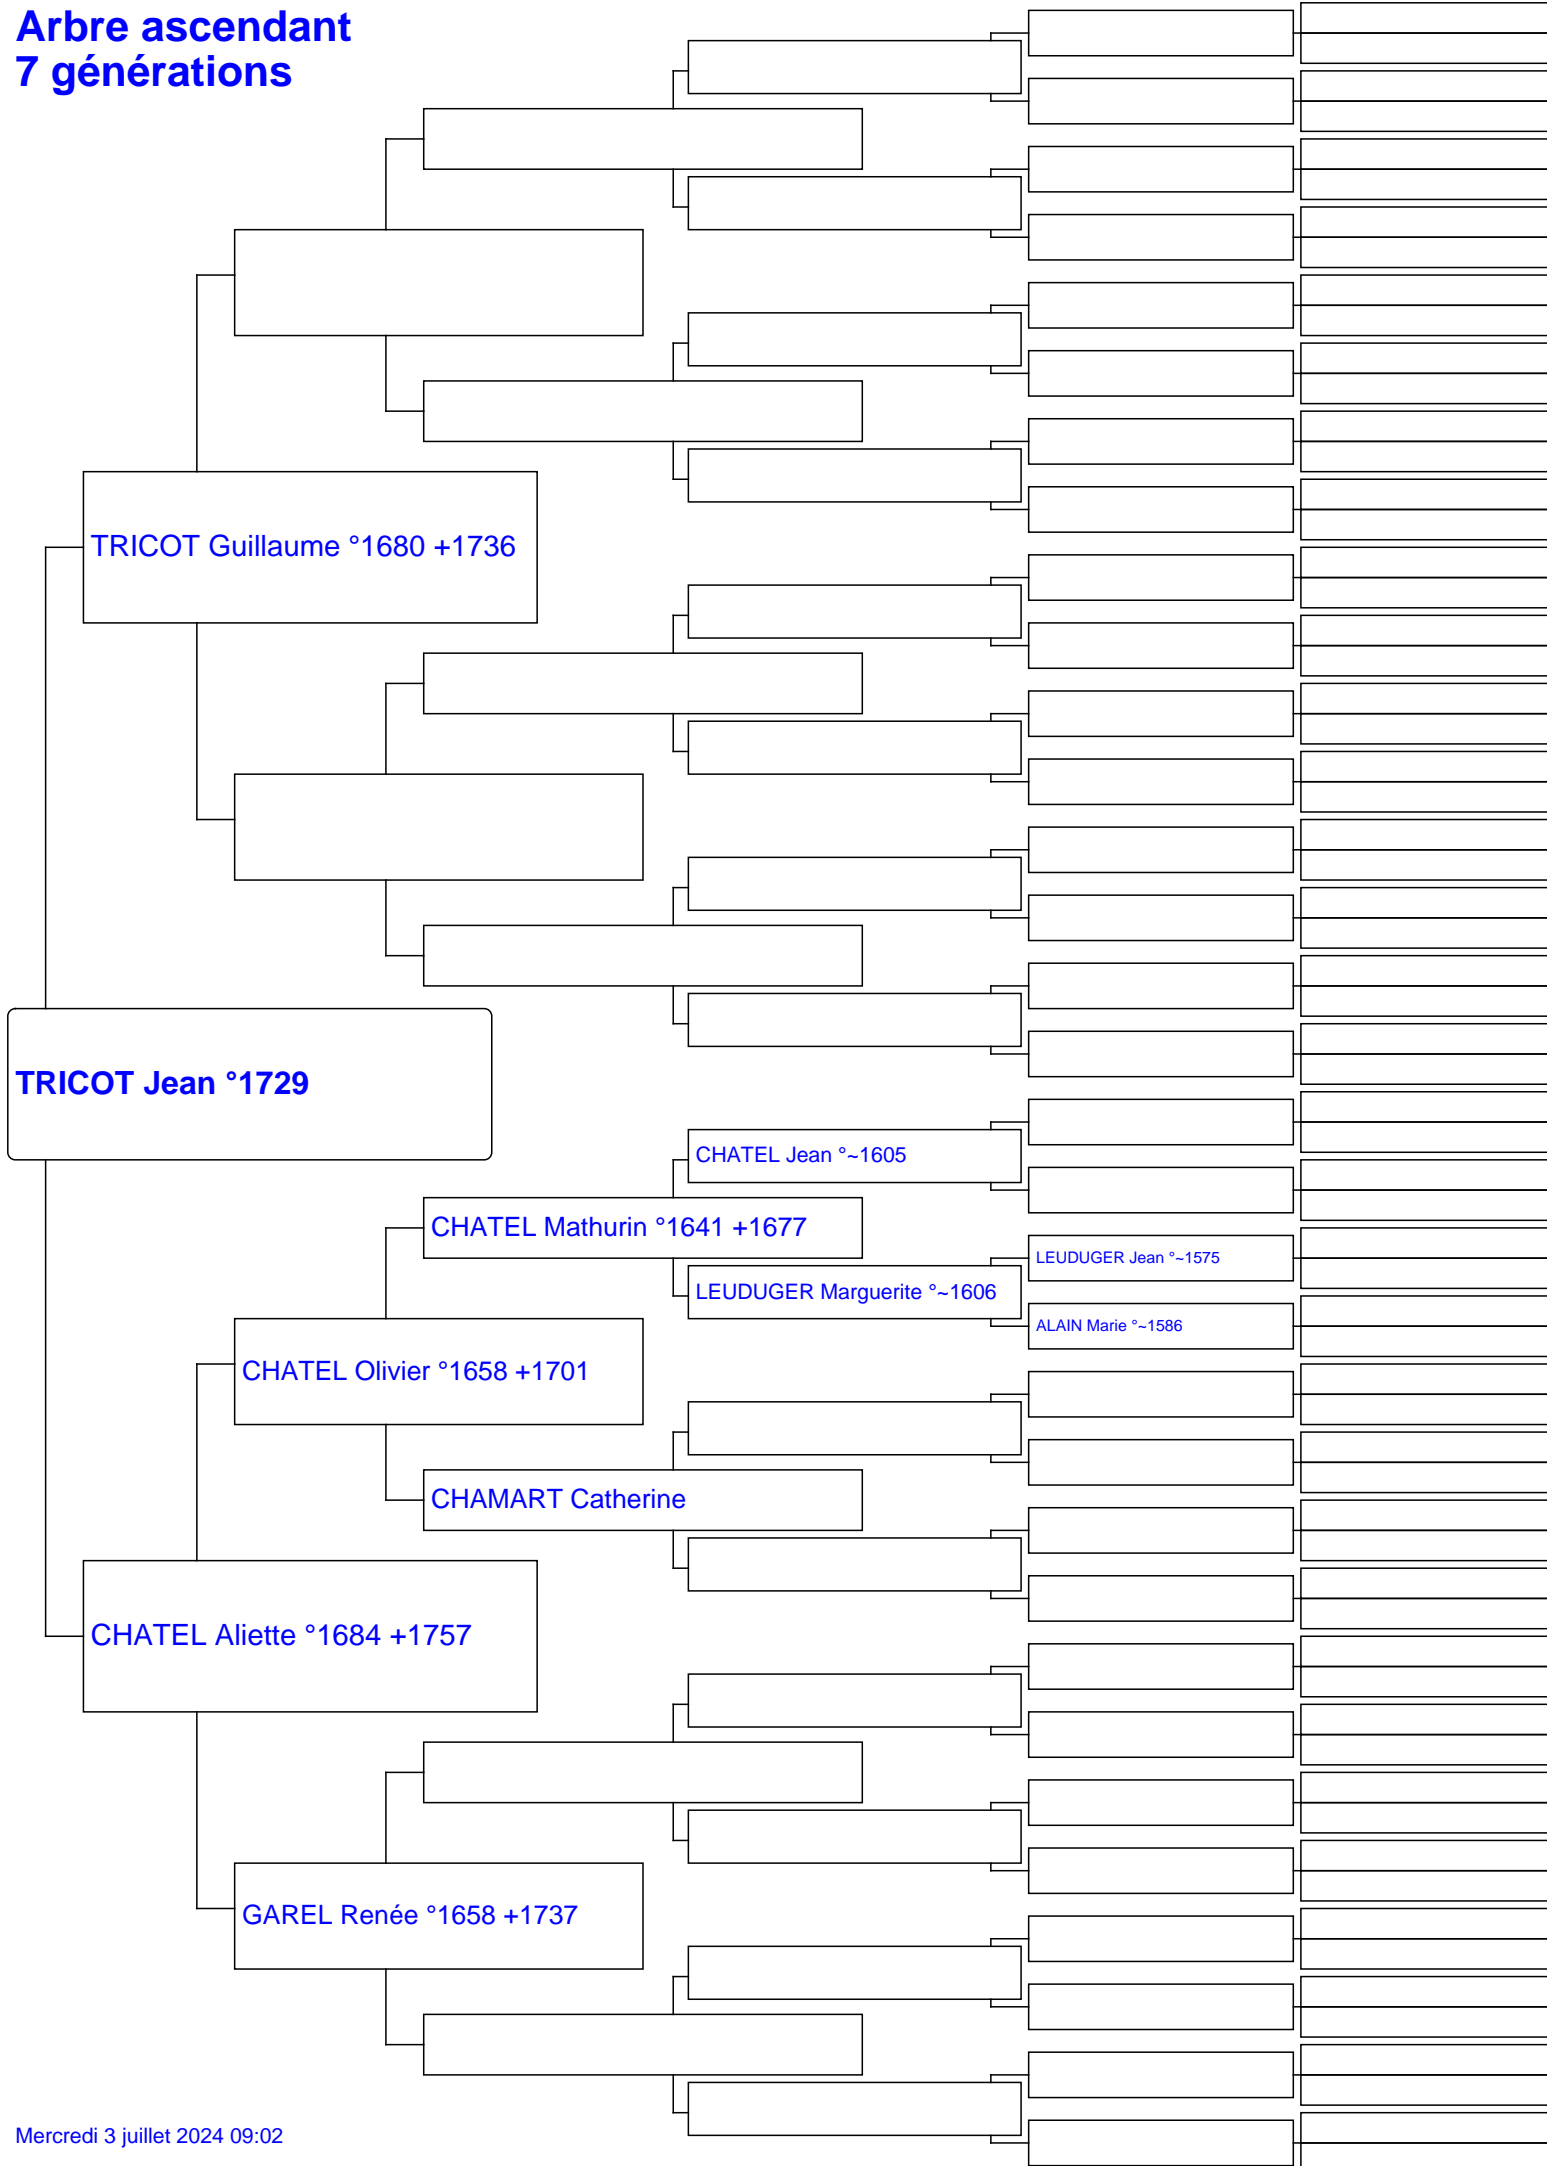 Arbre ascendant
7 générations
TRICOT Guillaume °1680 +1736
TRICOT Jean °1729
CHATEL Jean °~1605
CHATEL Mathurin °1641 +1677
LEUDUGER Jean °~1575
LEUDUGER Marguerite °~1606
ALAIN Marie °~1586
CHATEL Olivier °1658 +1701
CHAMART Catherine
CHATEL Aliette °1684 +1757
GAREL Renée °1658 +1737
Mercredi 3 juillet 2024 09:02